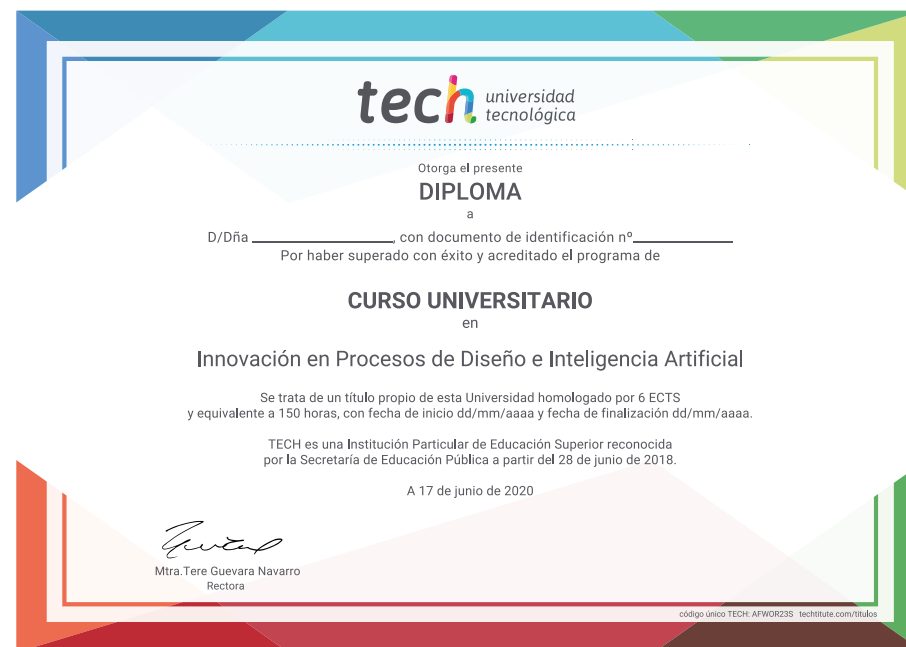 tech universidad
tecnológica
Otorga el presente
DIPLOMA
a
D/Dña ____________________, con documento de identificación nº______________
Por haber superado con éxito y acreditado el programa de
CURSO UNIVERSITARIO
en
Innovación en Procesos de Diseño e Inteligencia Artificial
Se trata de un título propio de esta Universidad homologado por 6 ECTS
y equivalente a 150 horas, con fecha de inicio dd/mm/aaaa y fecha de finalización dd/mm/aaaa.
TECH es una Institución Particular de Educación Superior reconocida
por la Secretaría de Educación Pública a partir del 28 de junio de 2018.
A 17 de junio de 2020
Mtra.Tere Guevara Navarro
Rectora
código único TECH: AFWOR23S techtitute.com/titulos